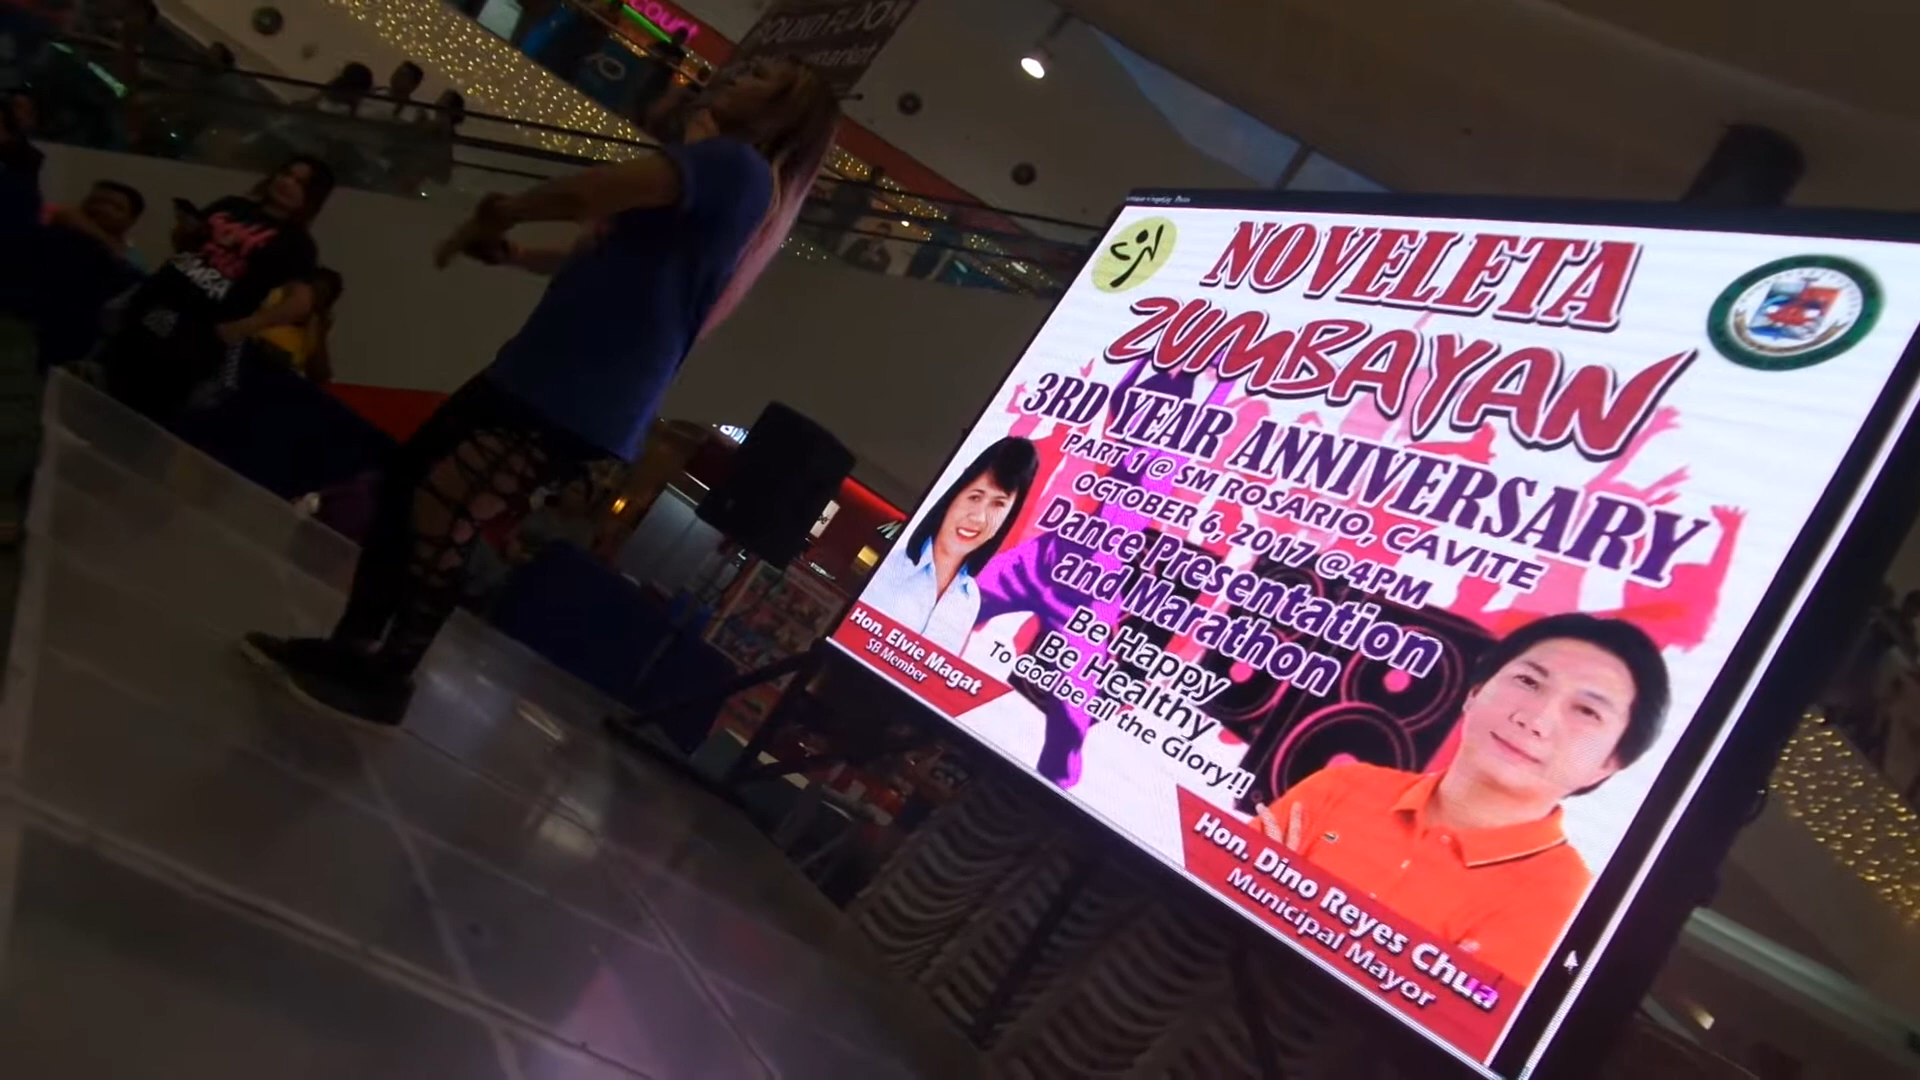 court
NOVELETA
ZUMBAYAN
3RD YEAR ANNIVERSARY
PART 1 @ SM ROSARIO, CAVITE
OCTOBER 6, 2017 @4PM
Dance Presentation
and Marathon
Be Happy
Be Healthy
To God be all the Glory!!
Hon. Elvie Magat
SB Member
Hon. Dino Reyes Chua
Municipal Mayor
ZUMBA